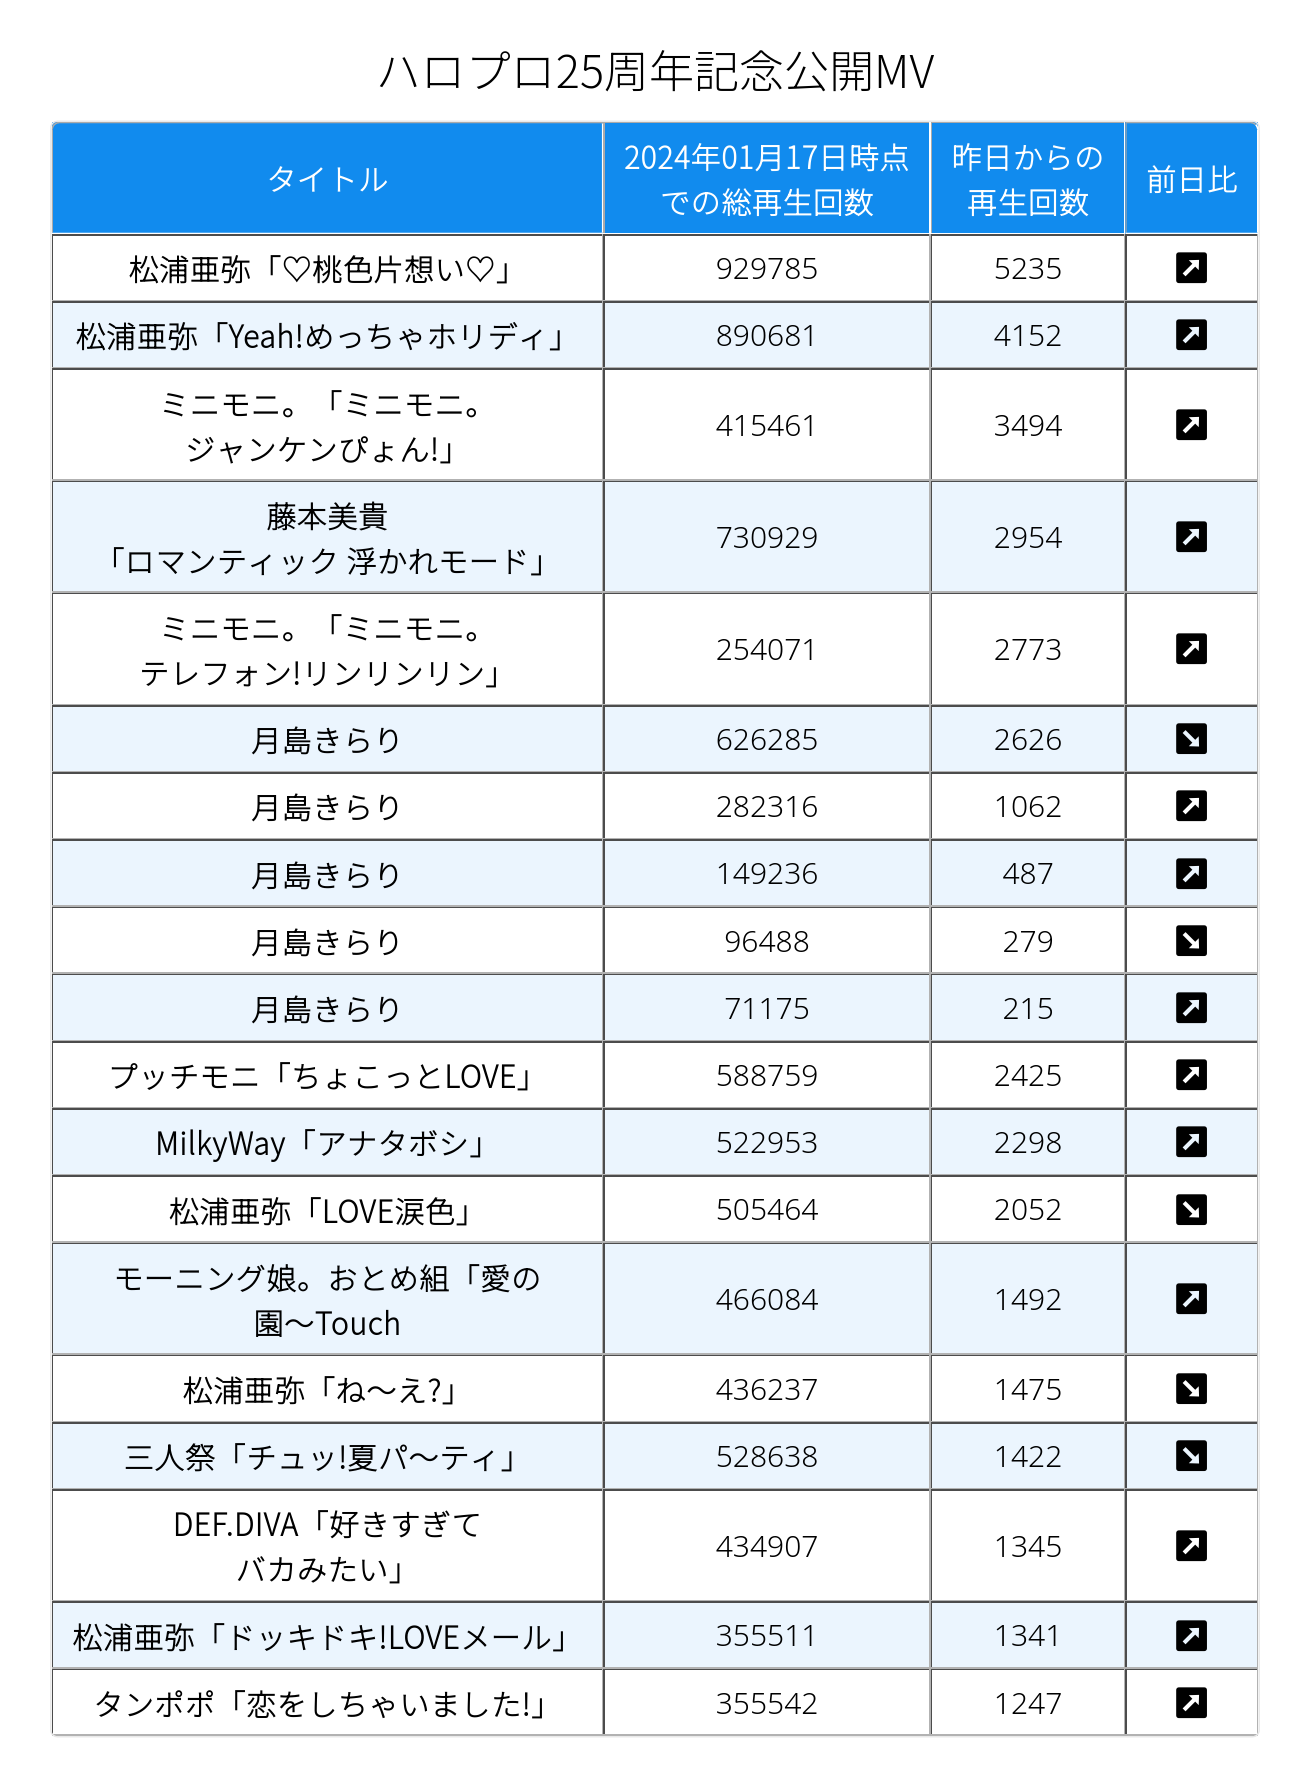 ハロプロ25周年記念公開MV
タイトル
2024年01月17日時点
での総再生回数
昨日からの
再生回数
前日比
松浦亜弥「♡桃色片想い♡」 929785 5235
松浦亜弥「Yeah!めっちゃホリディ」 890681 4152
ミニモニ。「ミニモニ。
ジャンケンぴょん!」 415461 3494
藤本美貴
「ロマンティック 浮かれモード」 730929 2954
ミニモニ。「ミニモニ。
テレフォン!リンリンリン」 254071 2773
月島きらり 626285 2626
月島きらり 282316 1062
月島きらり 149236 487
月島きらり 96488 279
月島きらり 71175 215
プッチモニ「ちょこっとLOVE」 588759 2425
MilkyWay「アナタボシ」 522953 2298
松浦亜弥「LOVE涙色」 505464 2052
モーニング娘。おとめ組「愛の
園〜Touch 466084 1492
松浦亜弥「ね〜え?」 436237 1475
三人祭「チュッ!夏パ〜ティ」 528638 1422
DEF.DIVA「好きすぎて
バカみたい」 434907 1345
松浦亜弥「ドッキドキ!LOVEメール」 355511 1341
タンポポ「恋をしちゃいました!」 355542 1247